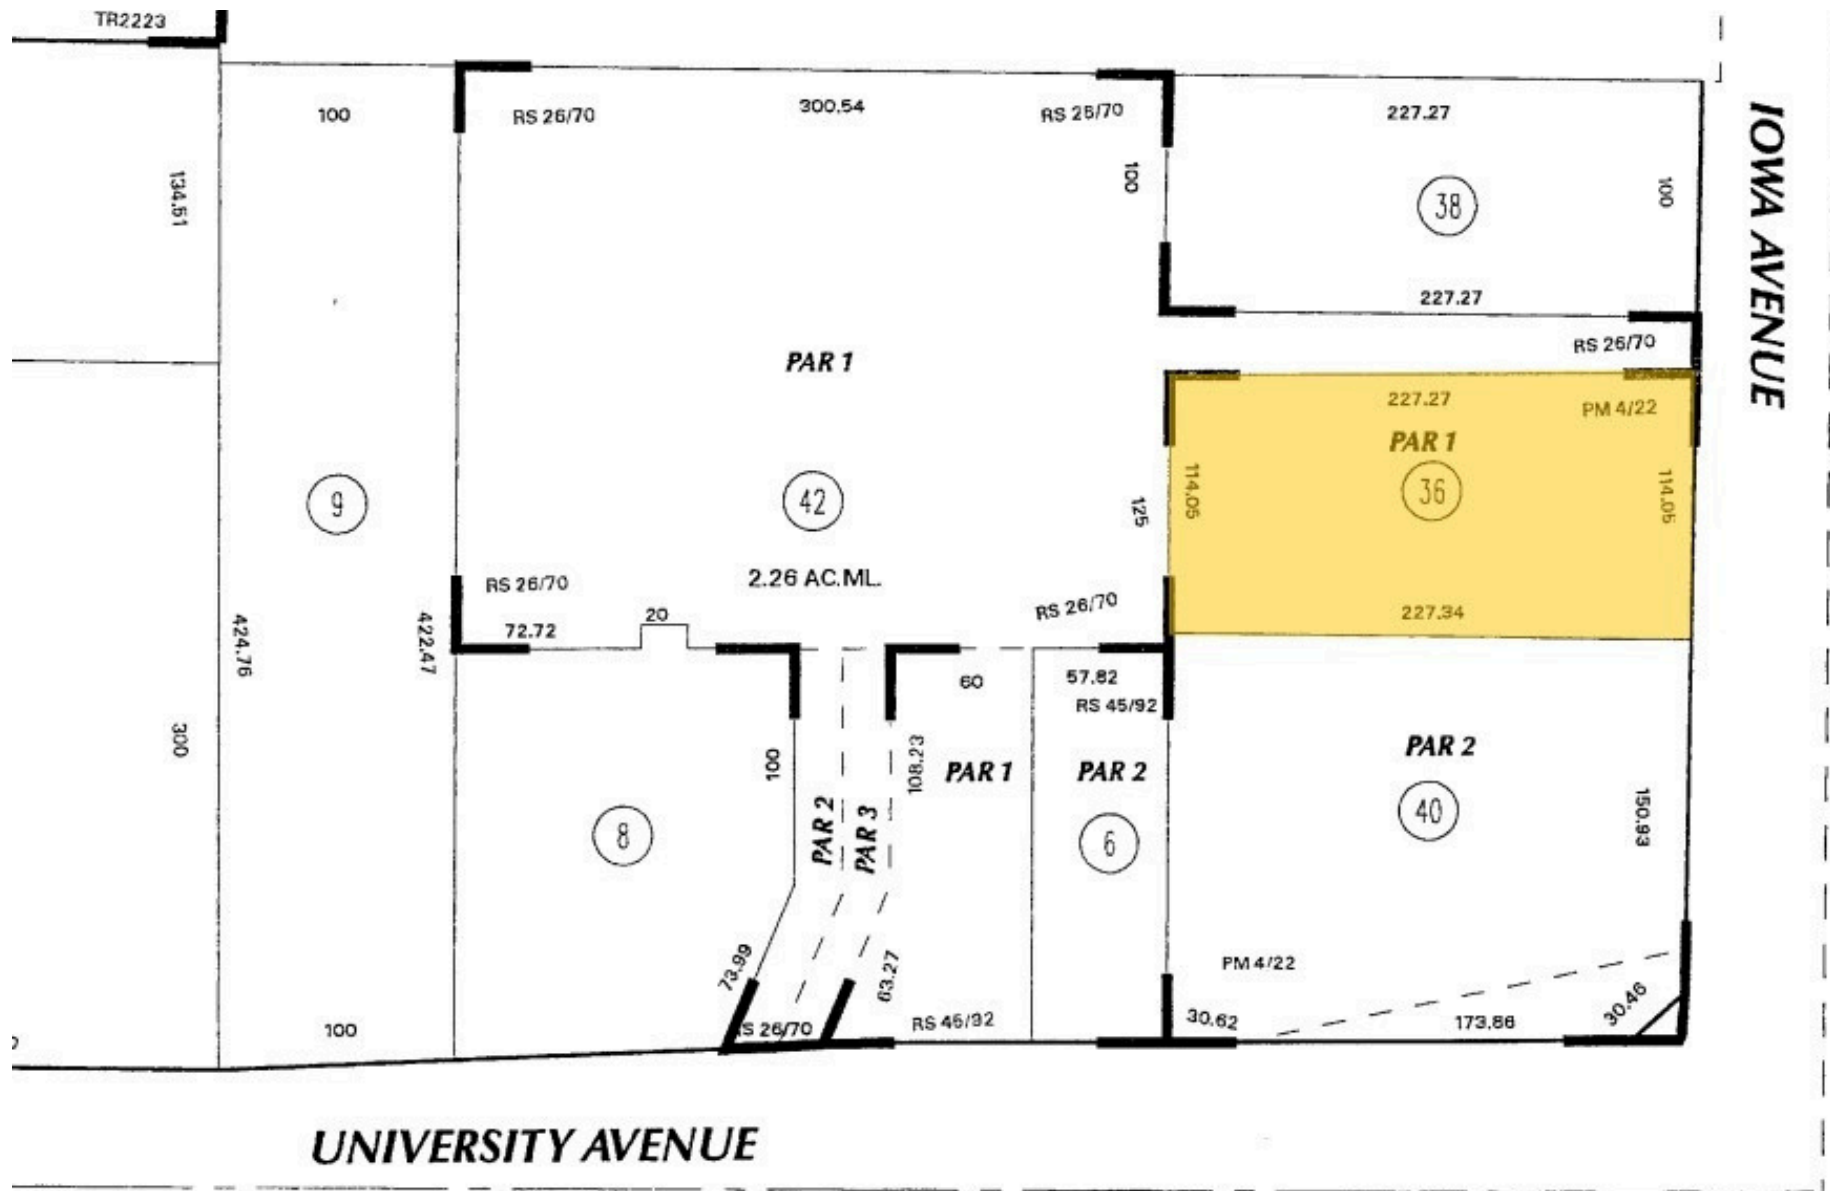 TR2223
100
RS 26/70
300.54
RS 25/70
227.27
IOWA AVENUE
134.51
100
38
100
227.27
RS 26/70
PAR 1
227.27
PM 4/22
PAR 1
9
42
125
114.05
36
114.05
2.26 AC.ML.
RS 26/70
RS 26/70
20
72.72
227.34
424.76
422.47
60
57.82
RS 45/92
300
100
108.23
PAR 1
PAR 2
PAR 2
PAR 2
PAR 3
8
6
40
150.93
73.99
63.27
PM 4/22
100
S 26/70
RS 45/92
30.62
173.86
30.46
UNIVERSITY AVENUE